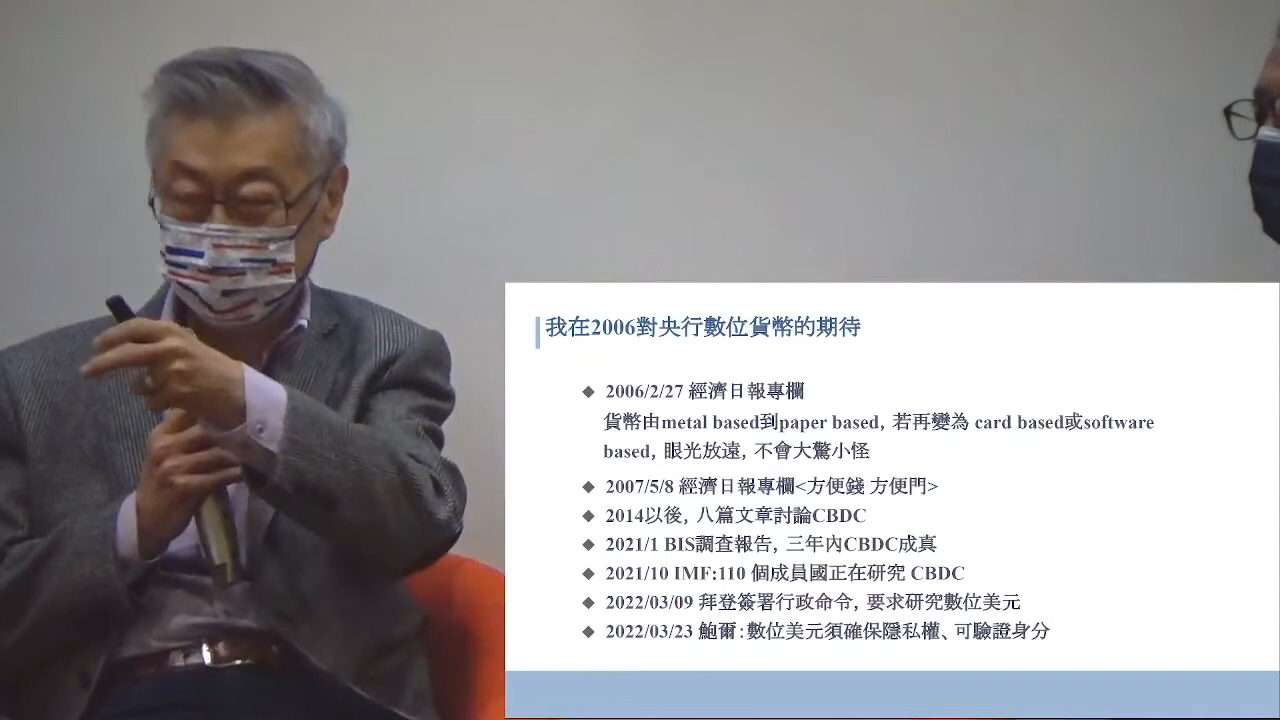 我在2006對央行數位貨幣的期待
◆ 2006/2/27 經濟日報專欄
貨幣由metal based到paper based, 若再變為 card based或software
based, 眼光放遠, 不會大驚小怪
◆ 2007/5/8 經濟日報專欄<方便錢 方便門>
◆ 2014以後, 八篇文章討論CBDC
◆ 2021/1 BIS調查報告, 三年內CBDC成真
◆ 2021/10 IMF:110 個成員國正在研究 CBDC
◆ 2022/03/09 拜登簽署行政命令, 要求研究數位美元
◆ 2022/03/23 鮑爾:數位美元須確保隱私權、可驗證身分